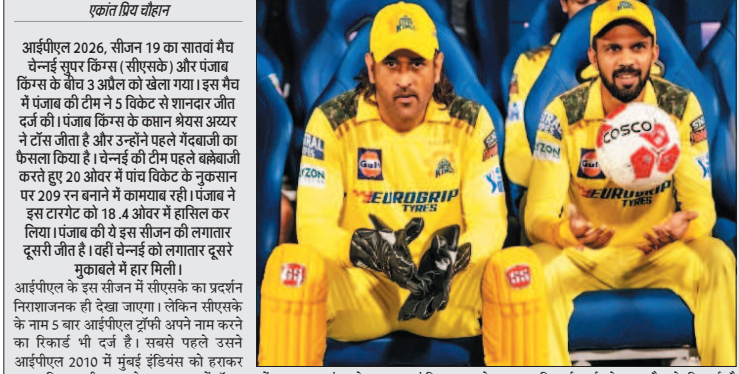 एकांत प्रिय चौहान
आईपीएल 2026, सीजन 19 का सातवां मैच
चेन्नई सुपर किंग्स (सीएसके) और पंजाब
किंग्स के बीच 3 अप्रैल को खेला गया। इस मैच
में पंजाब की टीम ने 5 विकेट से शानदार जीत
दर्ज की। पंजाब किंग्स के कप्तान श्रेयस अय्यर
ने टॉस जीता है और उन्होंने पहले गेंदबाजी का
फैसला किया है। चेन्नई की टीम पहले बल्लेबाजी
करते हुए 20 ओवर में पांच विकेट के नुकसान
पर 209 रन बनाने में कामयाब रही। पंजाब ने
इस टारगेट को 18.4 ओवर में हासिल कर
लिया। पंजाब की ये इस सीजन की लगातार
दूसरी जीत है। वहीं चेन्नई को लगातार दूसरे
मुकाबले में हार मिली।
आईपीएल के इस सीजन में सीएसके का प्रदर्शन
निराशाजनक ही देखा जाएगा। लेकिन सीएसके
के नाम 5 बार आईपीएल ट्रॉफी अपने नाम करने
का रिकार्ड भी दर्ज है। सबसे पहले उसने
आईपीएल 2010 में मुंबई इंडियंस को हराकर
Gulf
EUROGRIP
TYRES
SS
SS
COSCO
Gulf
EUROGRIP
TYRES